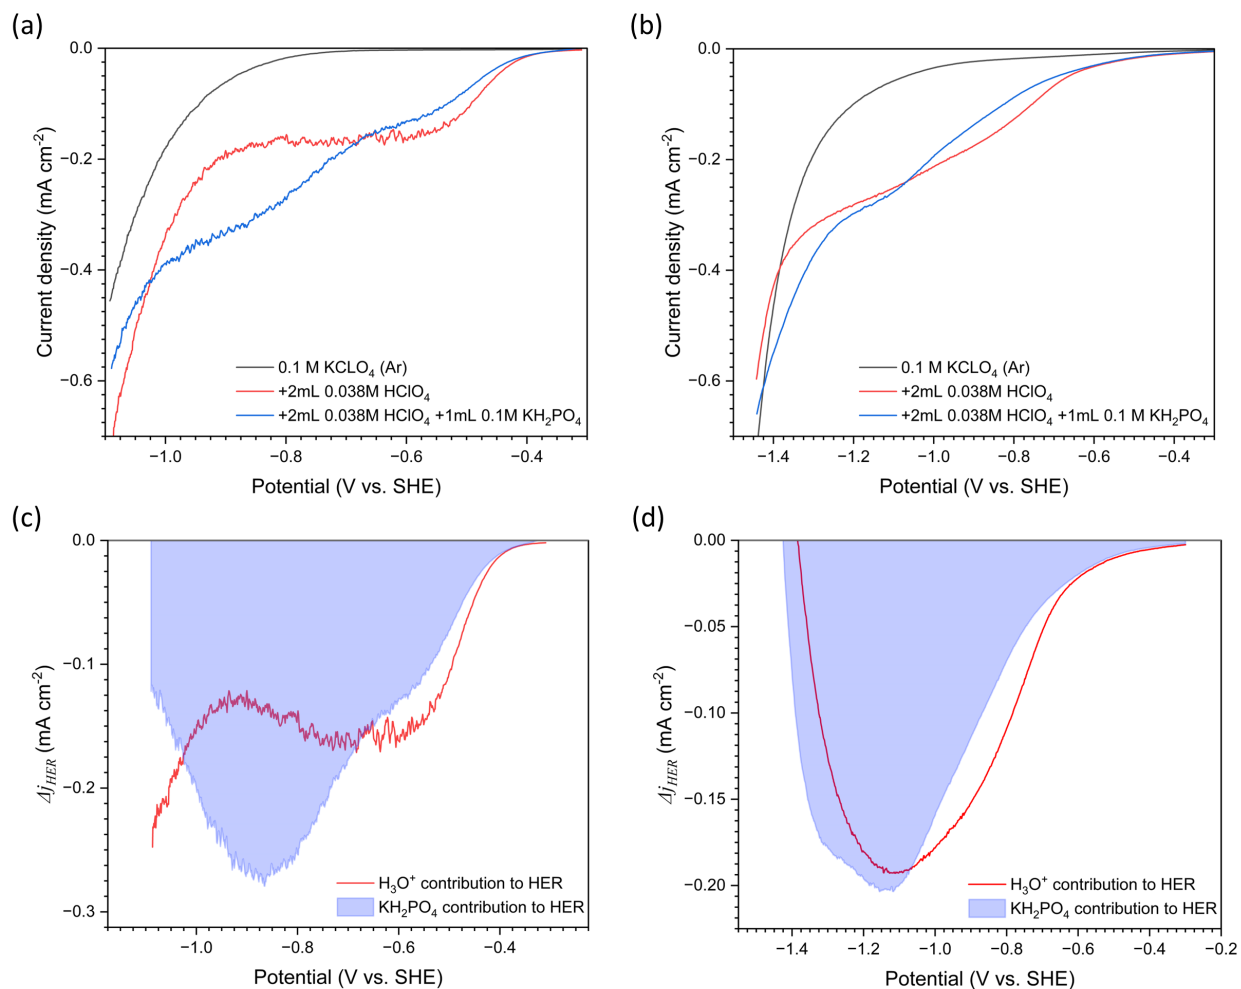 (a)
0.0
−0.2
−0.4
−0.6
Current density (mA cm⁻²)
0.1 M KCLO₄ (Ar)
+2mL 0.038M HClO₄
+2mL 0.038M HClO₄ +1mL 0.1M KH₂PO₄
−1.0 −0.8 −0.6 −0.4
Potential (V vs. SHE)
(b)
0.0
−0.2
−0.4
−0.6
Current density (mA cm⁻²)
0.1 M KCLO₄ (Ar)
+2mL 0.038M HClO₄
+2mL 0.038M HClO₄ +1mL 0.1 M KH₂PO₄
−1.4 −1.2 −1.0 −0.8 −0.6 −0.4
Potential (V vs. SHE)
(c)
0.0
−0.1
−0.2
−0.3
Δj_HER (mA cm⁻²)
H₃O⁺ contribution to HER
KH₂PO₄ contribution to HER
−1.0 −0.8 −0.6 −0.4
Potential (V vs. SHE)
(d)
0.00
−0.05
−0.10
−0.15
−0.20
Δj_HER (mA cm⁻²)
H₃O⁺ contribution to HER
KH₂PO₄ contribution to HER
−1.4 −1.2 −1.0 −0.8 −0.6 −0.4 −0.2
Potential (V vs. SHE)